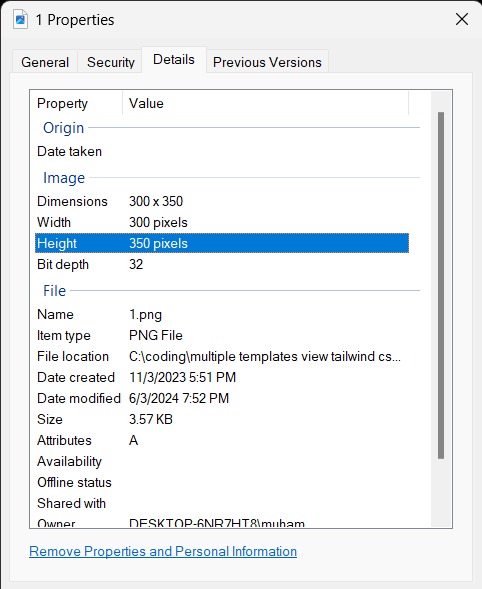 1 Properties
General Security Details Previous Versions
Property Value
Origin
Date taken
Image
Dimensions 300 x 350
Width 300 pixels
Height 350 pixels
Bit depth 32
File
Name 1.png
Item type PNG File
File location C:\coding\multiple templates view tailwind cs...
Date created 11/3/2023 5:51 PM
Date modified 6/3/2024 7:52 PM
Size 3.57 KB
Attributes A
Availability
Offline status
Shared with
Owner DESKTOP-6NR7HT8\muham
Remove Properties and Personal Information